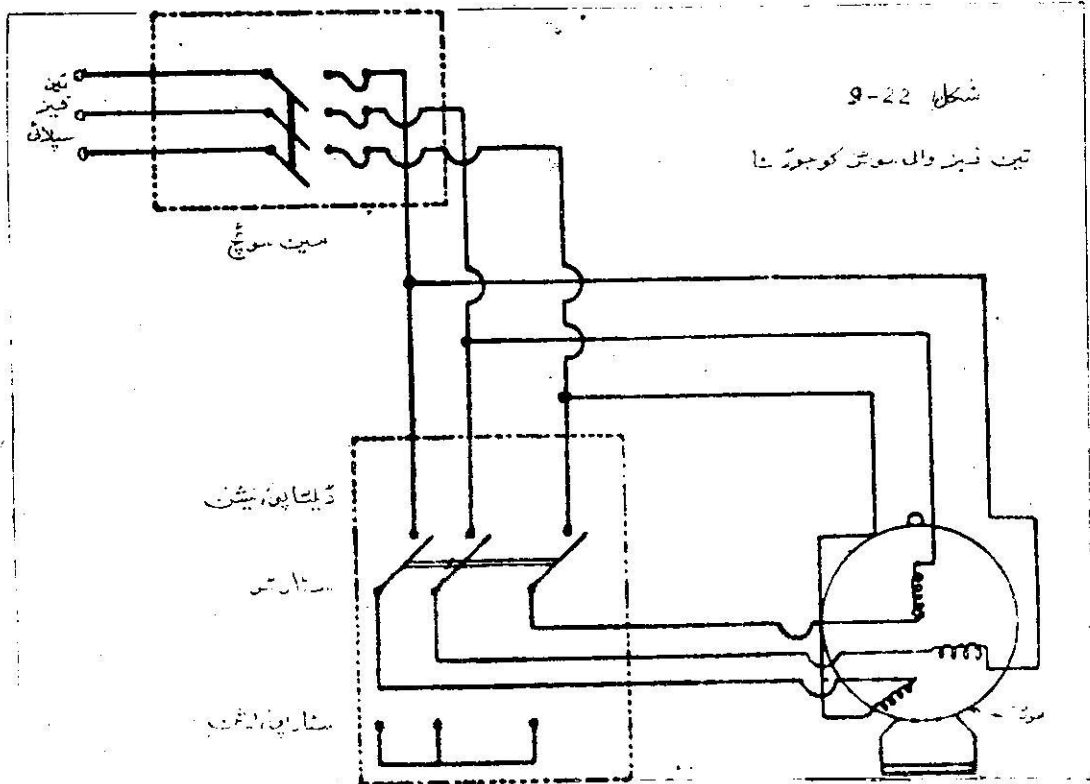 شکل 22-9
تین فیز والی موٹر کو جوڑنا
تین
فیز
سپلائی
مین سوئچ
ڈیلٹا پوزیشن
سٹارٹر
سٹار پوزیشن
موٹر